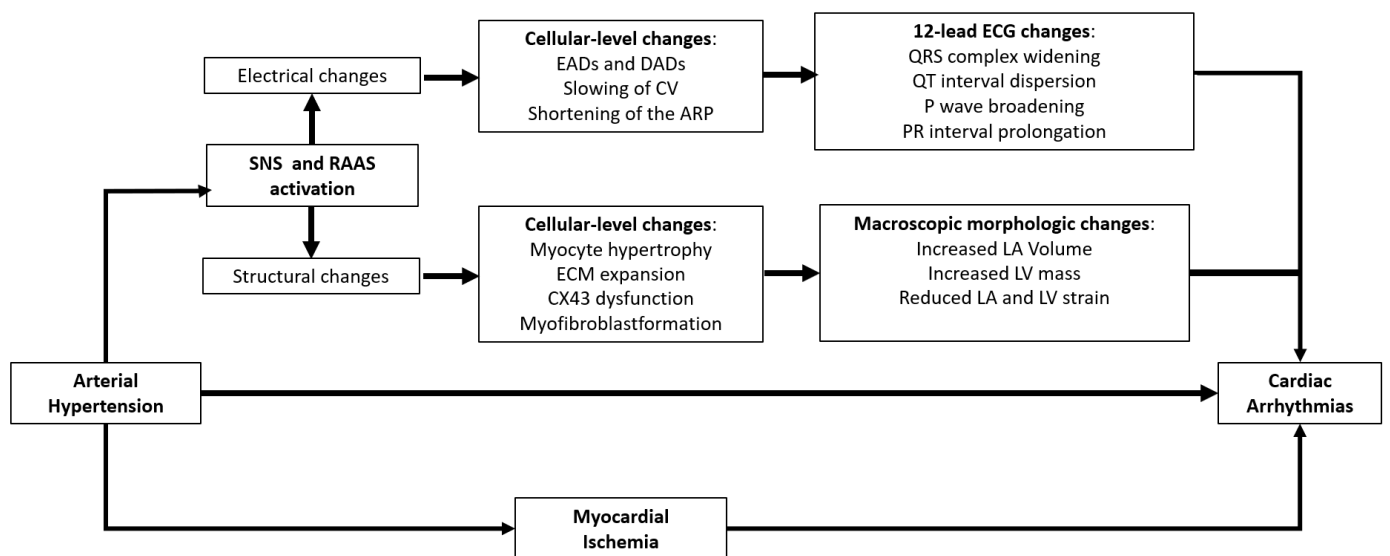 Electrical changes
Cellular-level changes:
EADs and DADs
Slowing of CV
Shortening of the ARP
12-lead ECG changes:
QRS complex widening
QT interval dispersion
P wave broadening
PR interval prolongation
SNS and RAAS
activation
Structural changes
Cellular-level changes:
Myocyte hypertrophy
ECM expansion
CX43 dysfunction
Myofibroblastformation
Macroscopic morphologic changes:
Increased LA Volume
Increased LV mass
Reduced LA and LV strain
Arterial
Hypertension
Cardiac
Arrhythmias
Myocardial
Ischemia